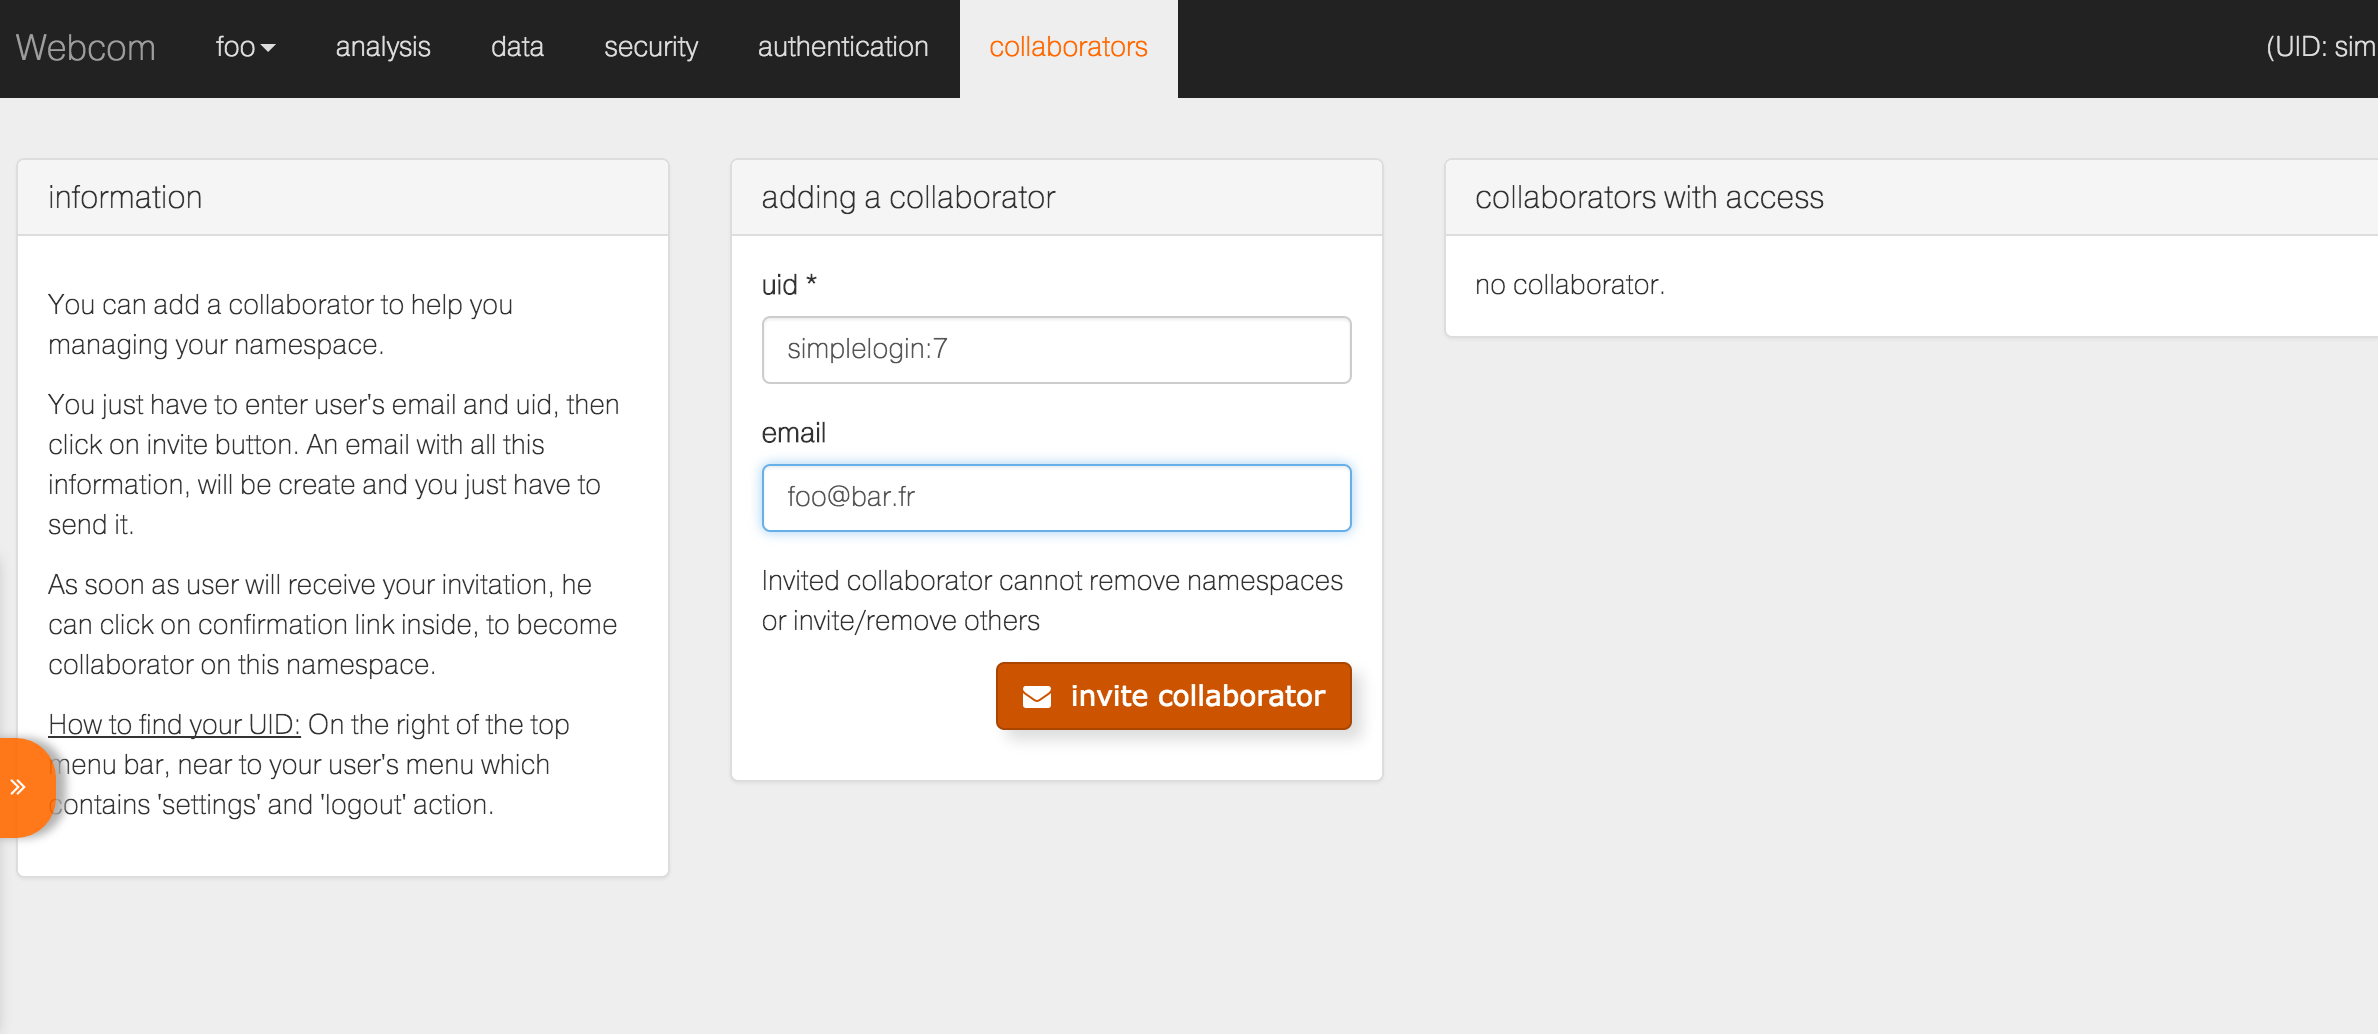 Webcom
foo
analysis
data
security
authentication
collaborators
(UID: sim
information
You can add a collaborator to help you
managing your namespace.
You just have to enter user's email and uid, then
click on invite button. An email with all this
information, will be create and you just have to
send it.
As soon as user will receive your invitation, he
can click on confirmation link inside, to become
collaborator on this namespace.
How to find your UID: On the right of the top
menu bar, near to your user's menu which
contains 'settings' and 'logout' action.
adding a collaborator
uid *
simplelogin:7
email
foo@bar.fr
Invited collaborator cannot remove namespaces
or invite/remove others
invite collaborator
collaborators with access
no collaborator.